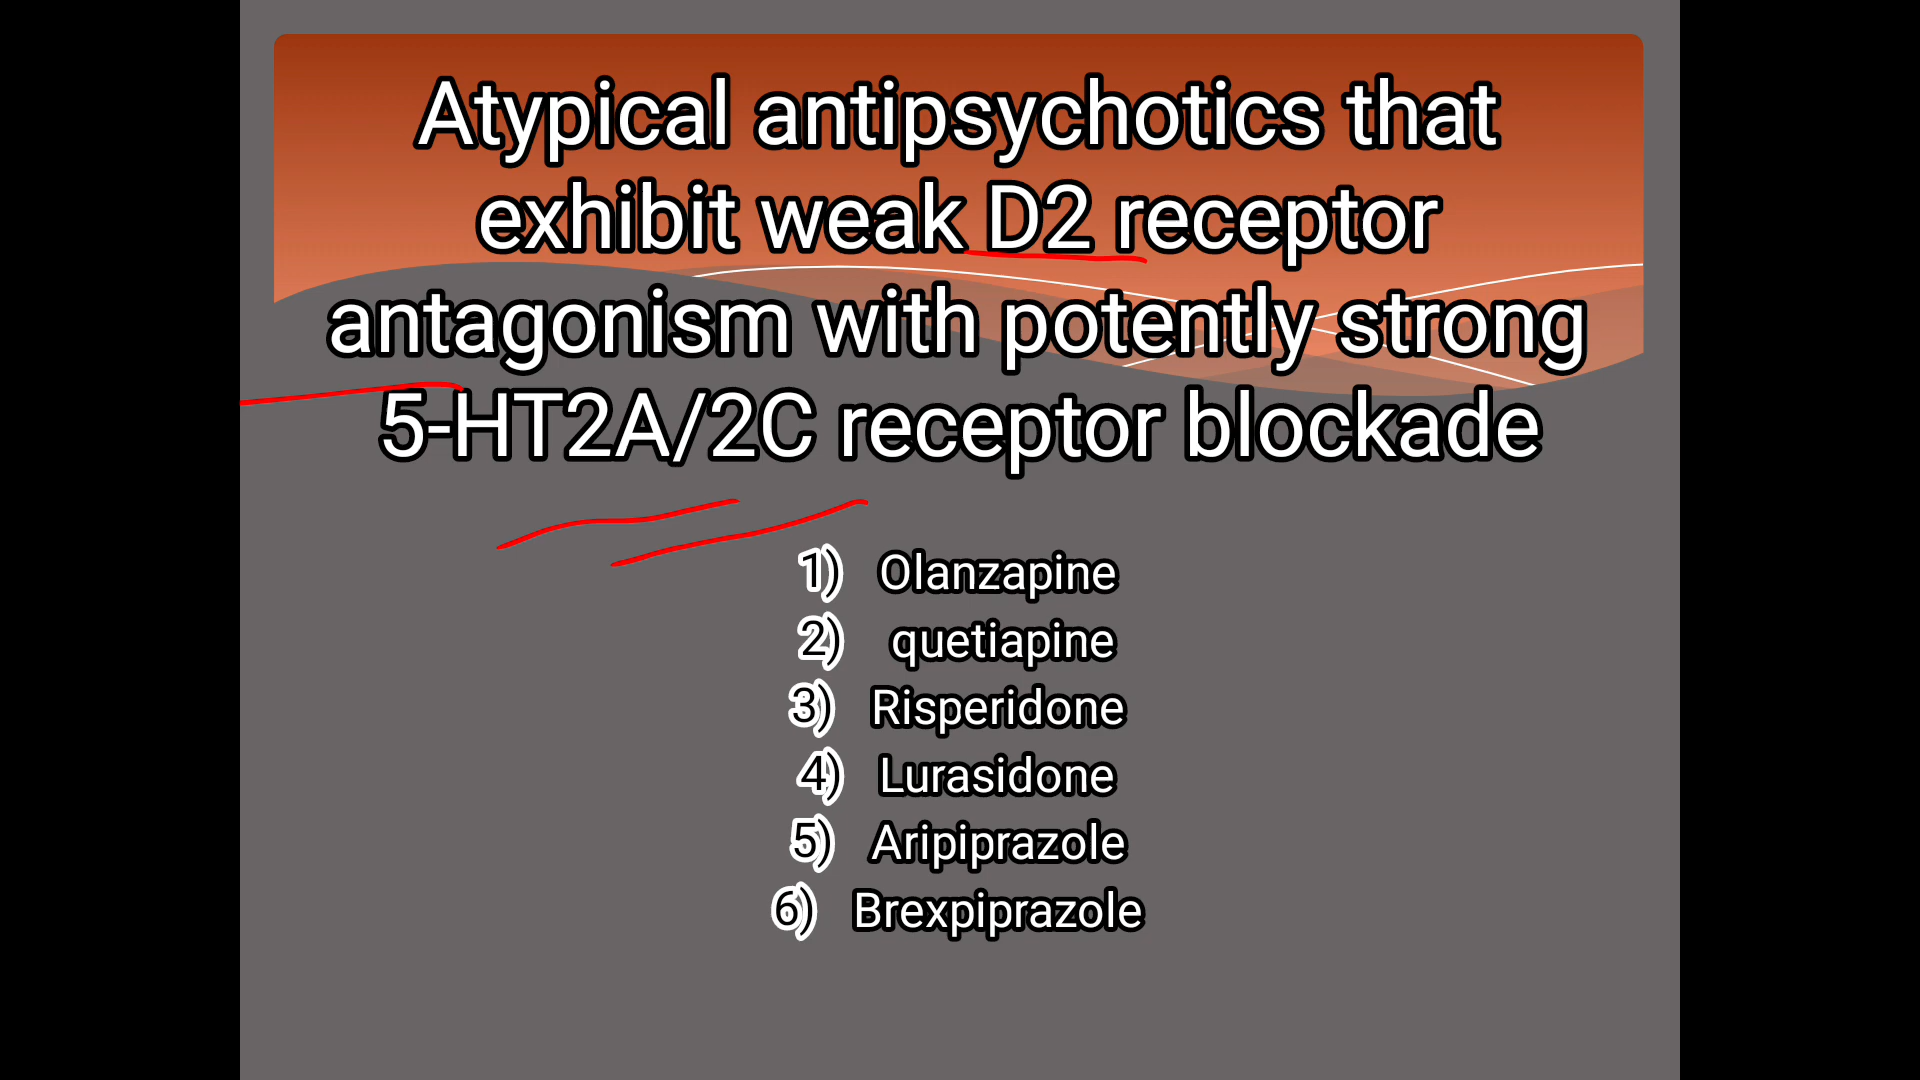 Atypical antipsychotics that
exhibit weak D2 receptor
antagonism with potently strong
5-HT2A/2C receptor blockade
1) Olanzapine
2) quetiapine
3) Risperidone
4) Lurasidone
5) Aripiprazole
6) Brexpiprazole